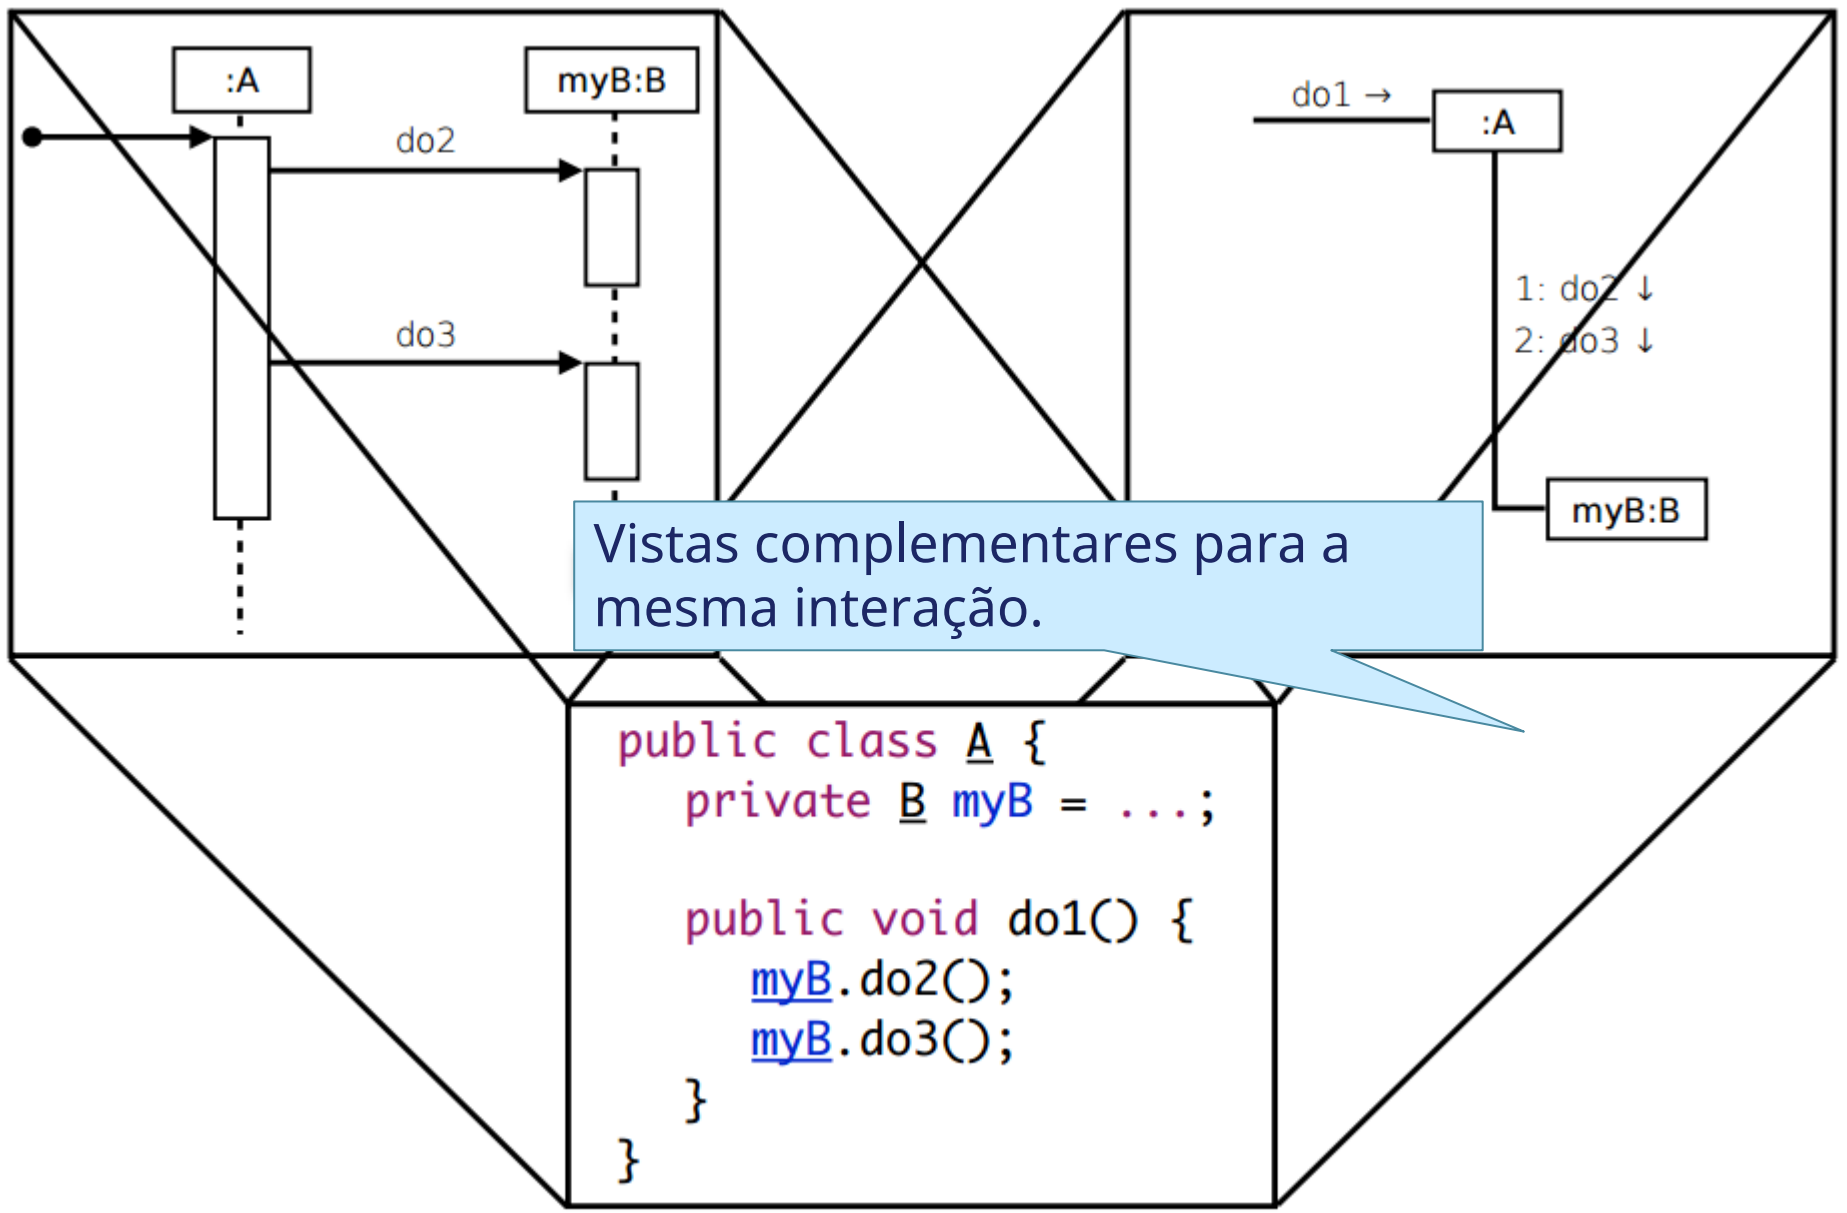 :A
myB:B
do2
do3
do1 →
:A
1: do2 ↓
2: do3 ↓
myB:B
Vistas complementares para a
mesma interação.
public class A {
private B myB = ...;
public void do1() {
myB.do2();
myB.do3();
}
}